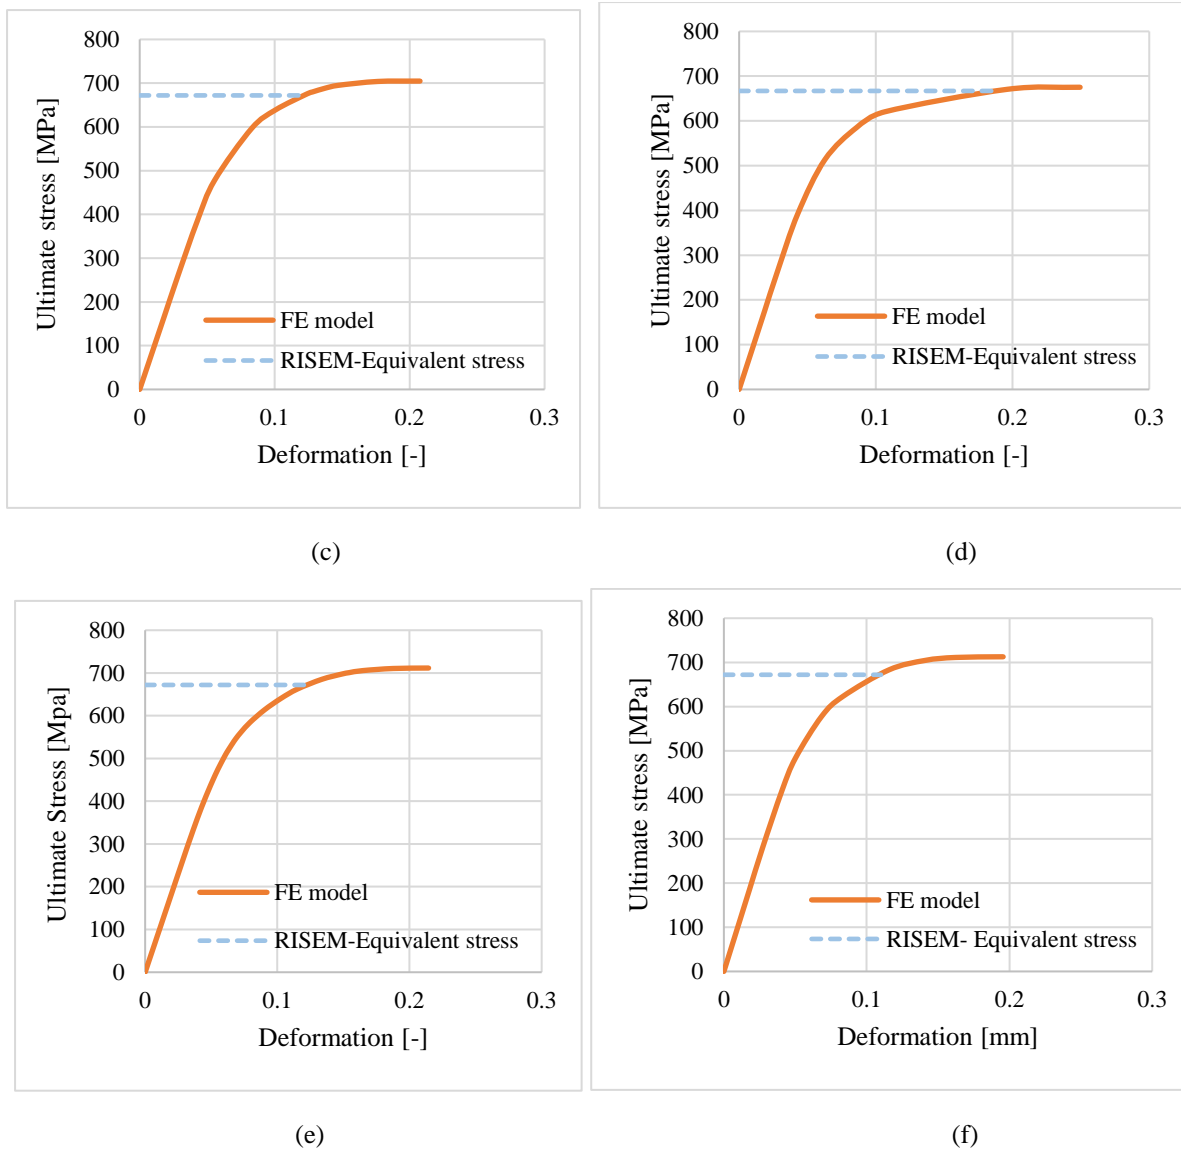 800
700
600
500
400
300
200
100
0
Ultimate stress [MPa]
FE model
RISEM-Equivalent stress
0 0.1 0.2 0.3
Deformation [-]
(c)
800
700
600
500
400
300
200
100
0
Ultimate stress [MPa]
FE model
RISEM-Equivalent stress
0 0.1 0.2 0.3
Deformation [-]
(d)
800
700
600
500
400
300
200
100
0
Ultimate Stress [Mpa]
FE model
RISEM-Equivalent stress
0 0.1 0.2 0.3
Deformation [-]
(e)
800
700
600
500
400
300
200
100
0
Ultimate stress [MPa]
FE model
RISEM- Equivalent stress
0 0.1 0.2 0.3
Deformation [mm]
(f)